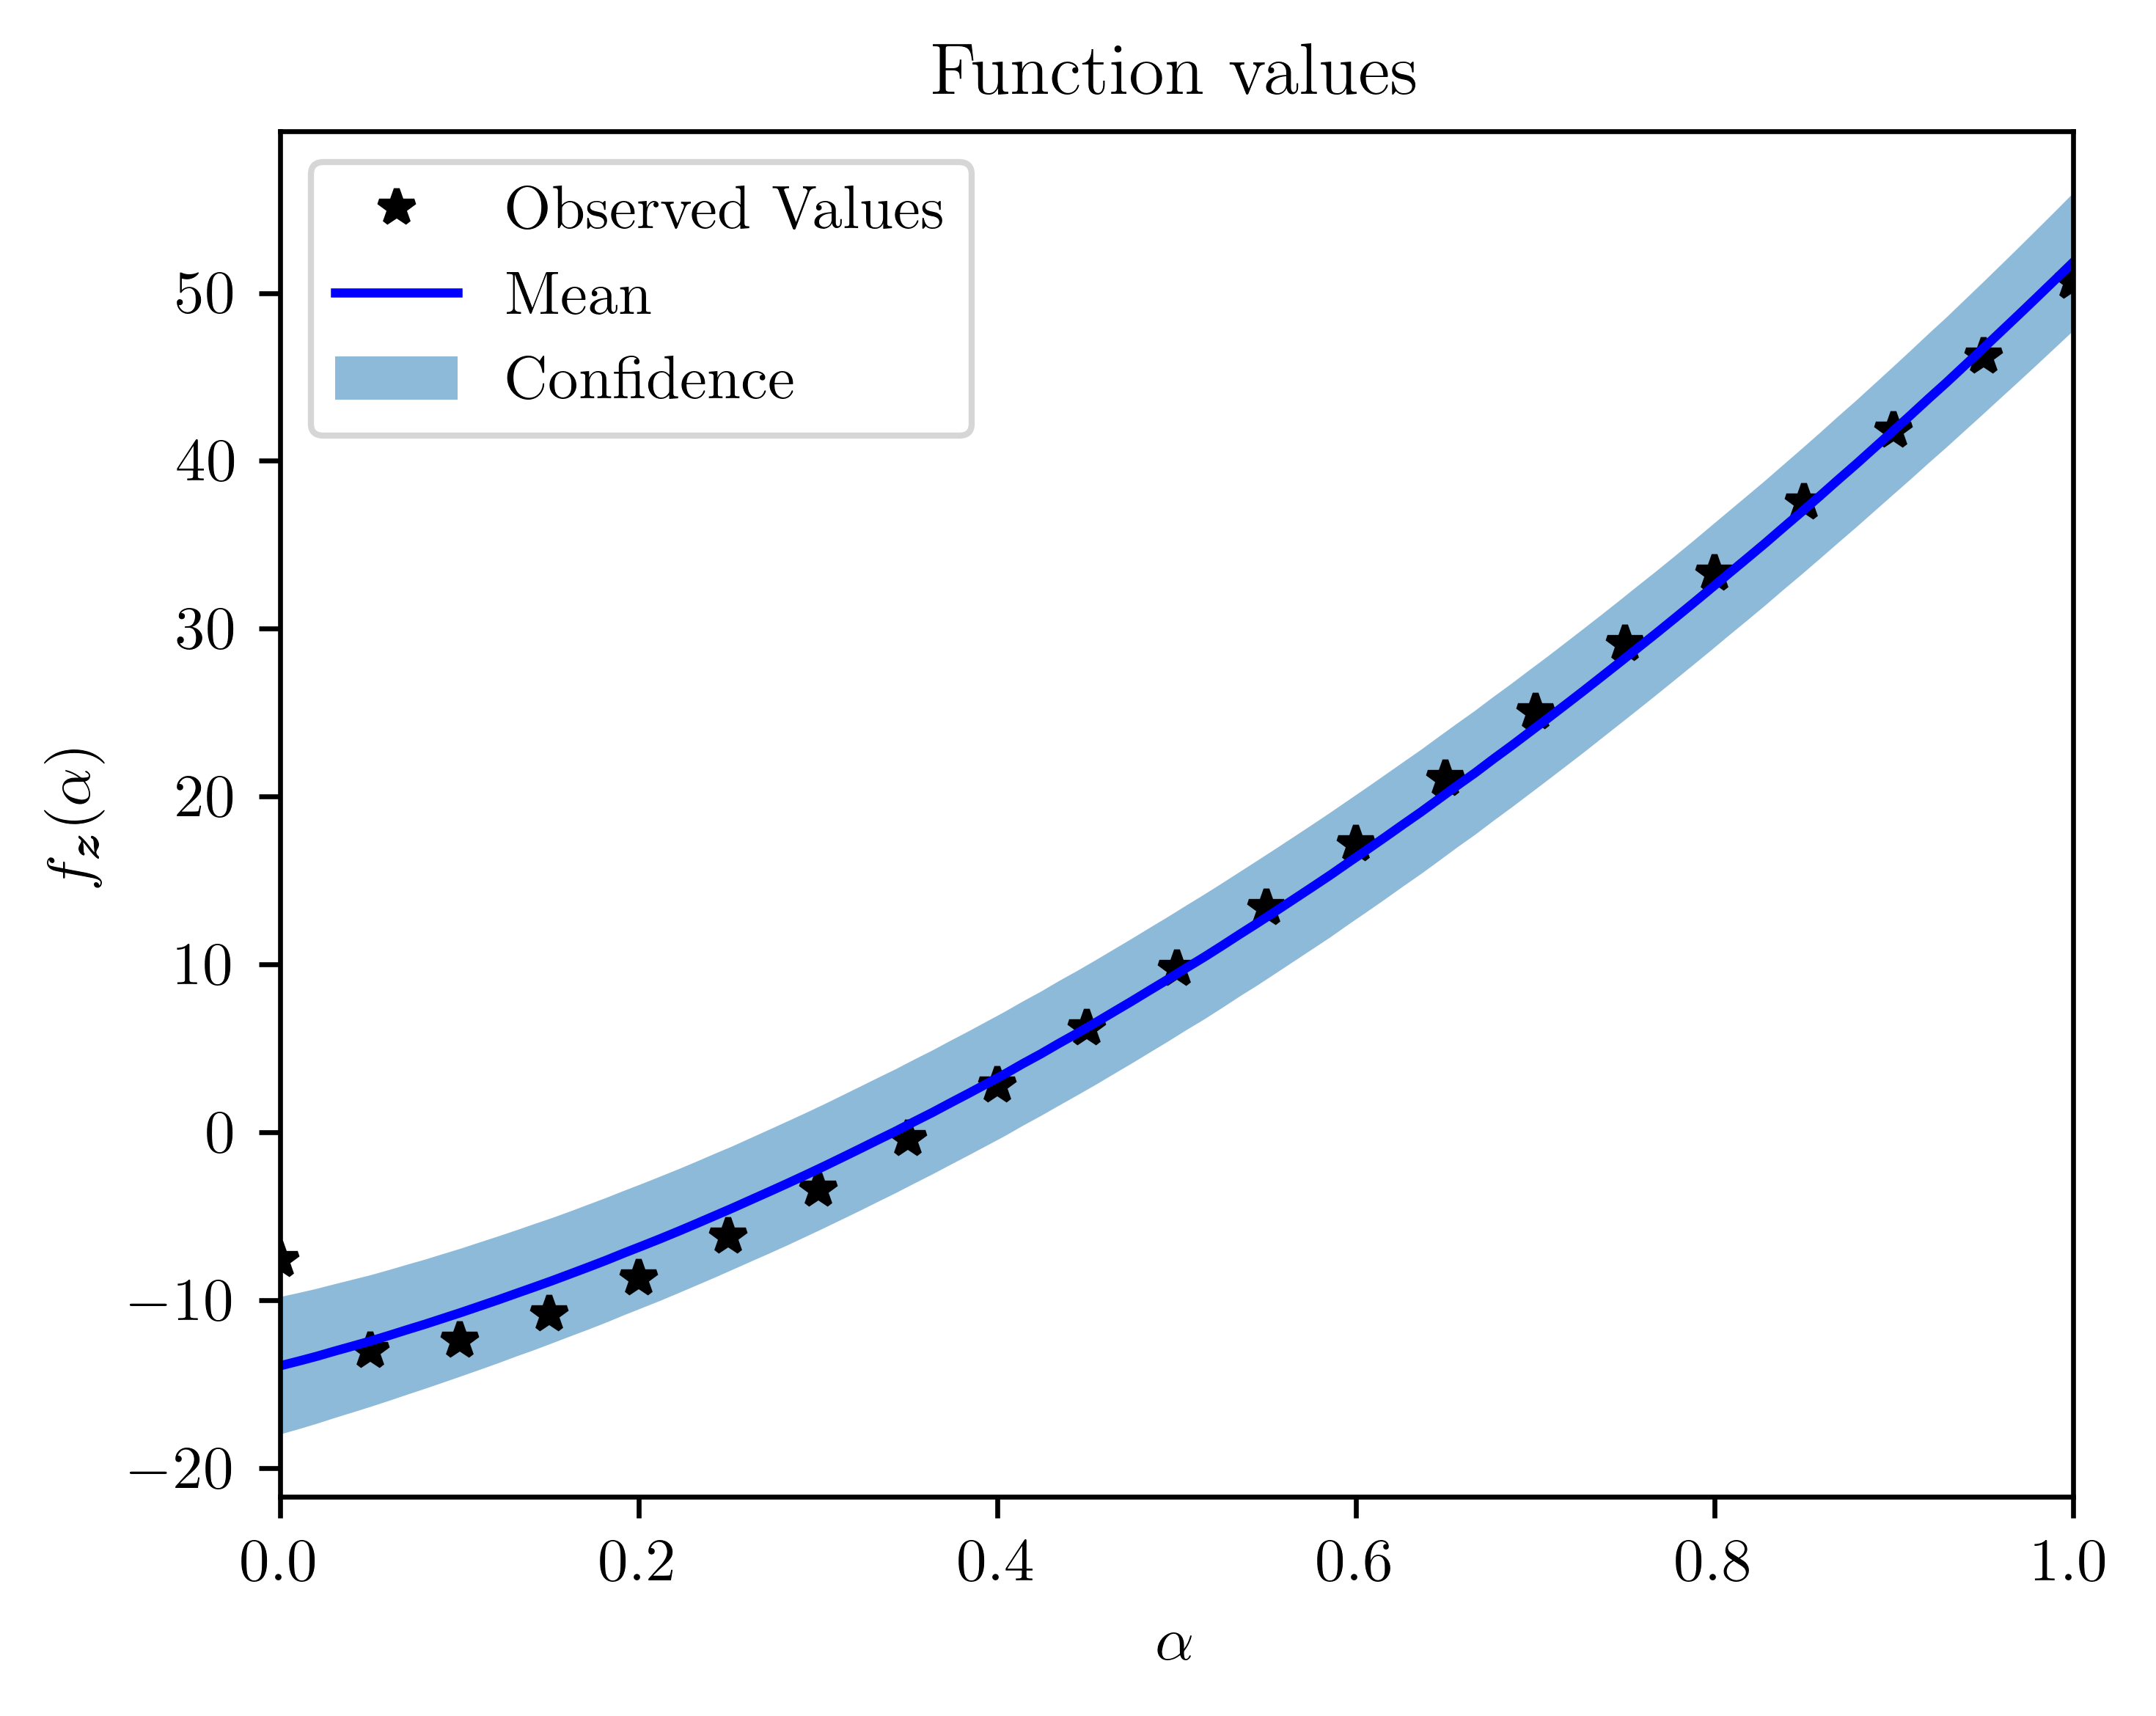 Function values
Observed Values
Mean
Confidence
50
40
30
20
10
0
−10
−20
f_z(α)
0.0 0.2 0.4 0.6 0.8 1.0
α